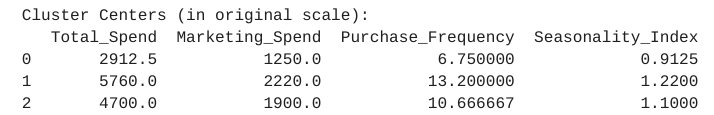 Cluster Centers (in original scale):
   Total_Spend  Marketing_Spend  Purchase_Frequency  Seasonality_Index
0       2912.5           1250.0            6.750000             0.9125
1       5760.0           2220.0           13.200000             1.2200
2       4700.0           1900.0           10.666667             1.1000